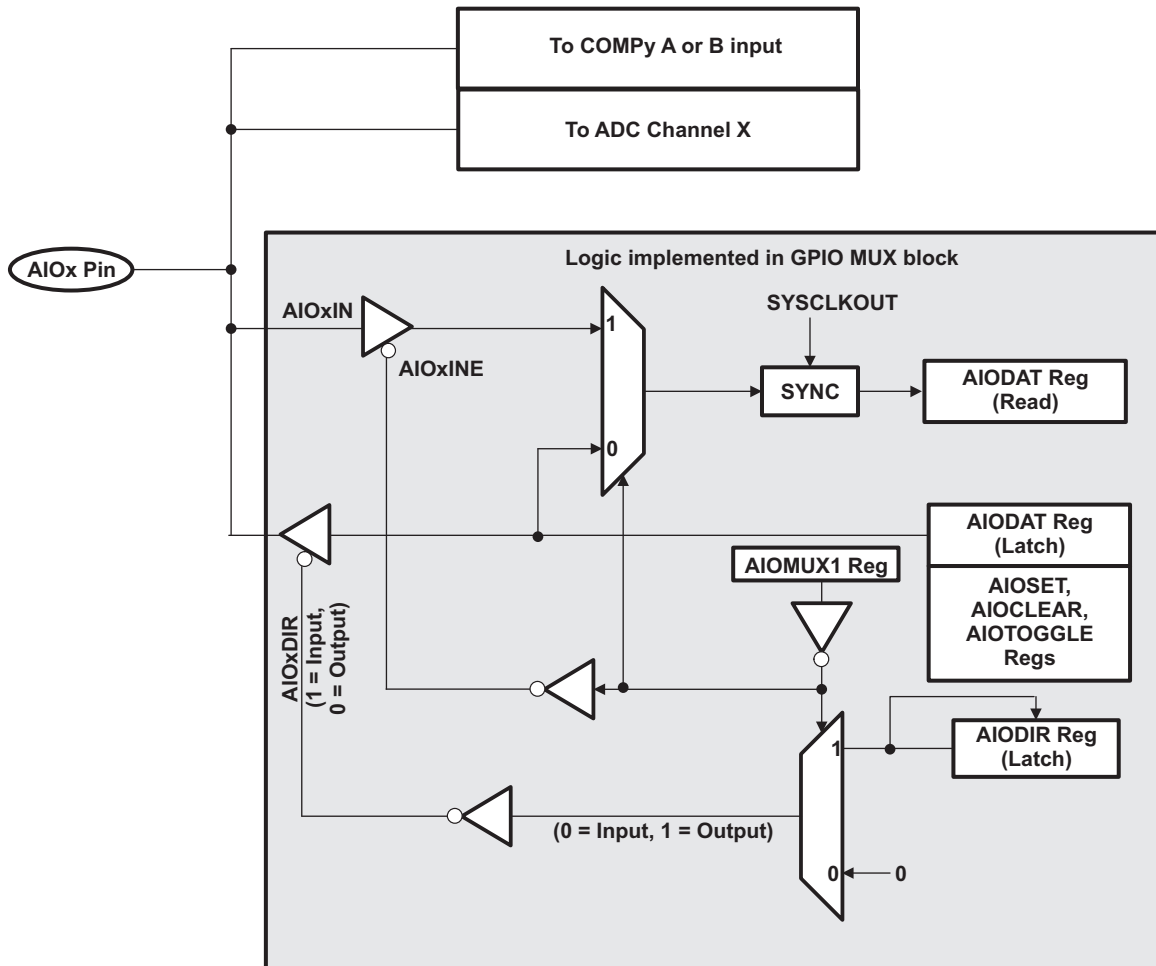 To COMPy A or B input
To ADC Channel X
AIOx Pin
Logic implemented in GPIO MUX block
SYSCLKOUT
AIOxIN
1
AIOxINE
SYNC
AIODAT Reg
(Read)
0
AIODAT Reg
(Latch)
AIOMUX1 Reg
AIOSET,
AIOCLEAR,
AIOTOGGLE
Regs
AIOxDIR
(1 = Input,
0 = Output)
1
AIODIR Reg
(Latch)
(0 = Input, 1 = Output)
0
0